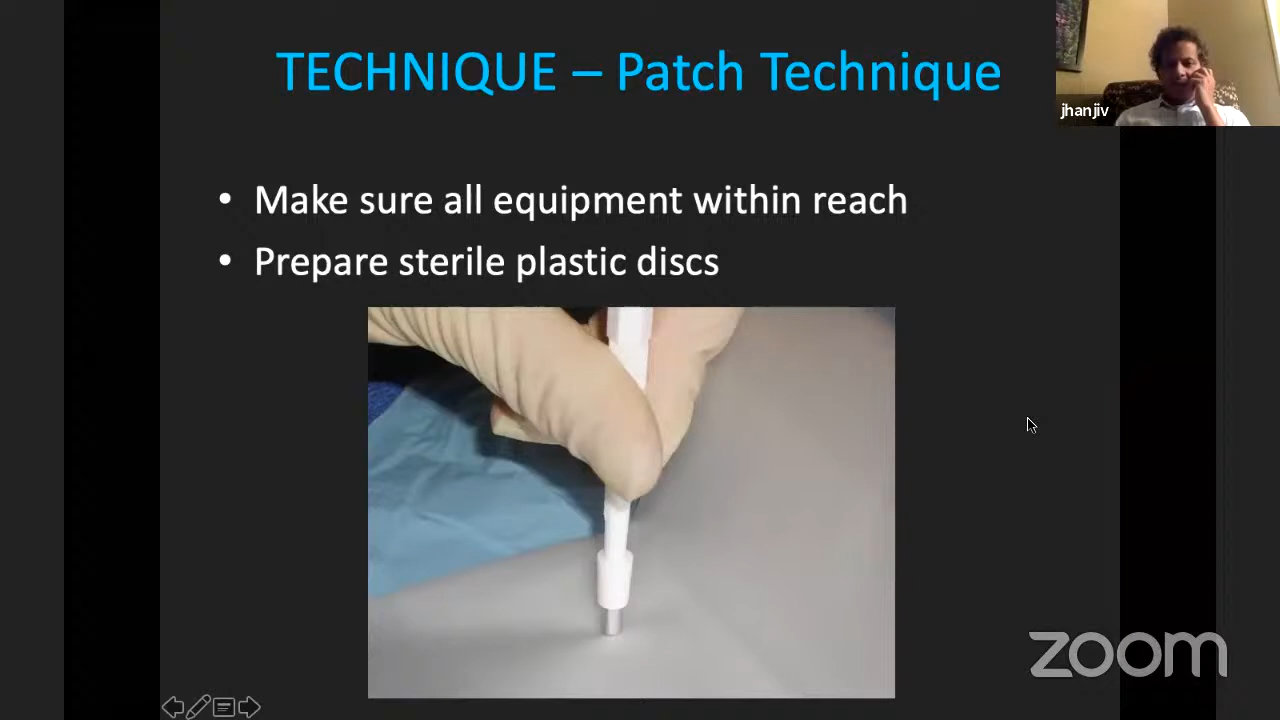 TECHNIQUE – Patch Technique
jhanjiv
• Make sure all equipment within reach
• Prepare sterile plastic discs
zoom